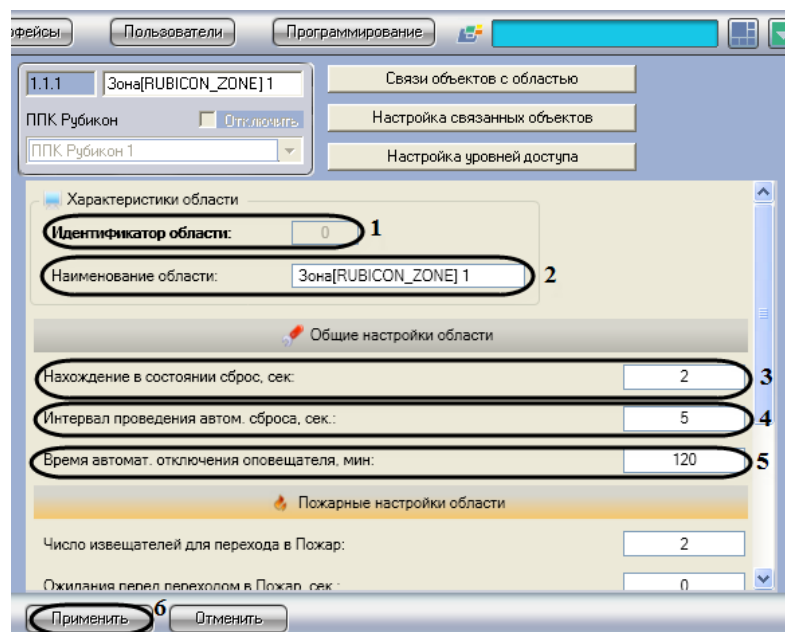 фейсы Пользователи Программирование
1.1.1 Зона[RUBICON_ZONE] 1
Связи объектов с областью
ППК Рубикон Отключить
Настройка связанных объектов
ППК Рубикон 1
Настройка уровней доступа
Характеристики области
Идентификатор области: 0 1
Наименование области: Зона[RUBICON_ZONE] 1 2
Общие настройки области
Нахождение в состоянии сброс, сек: 2 3
Интервал проведения автом. сброса, сек.: 5 4
Время автомат. отключения оповещателя, мин: 120 5
Пожарные настройки области
Число извещателей для перехода в Пожар: 2
Ожидания перед переходом в Пожар, сек.: 0
Применить 6 Отменить